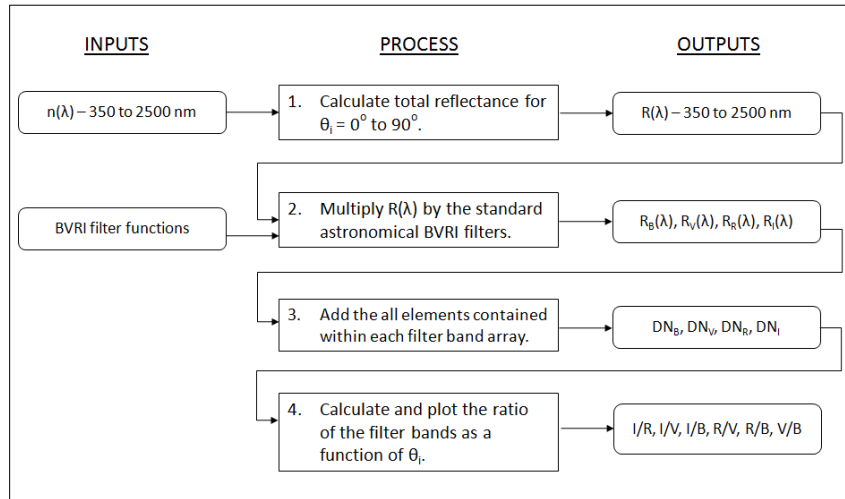 INPUTS
PROCESS
OUTPUTS
n(λ) – 350 to 2500 nm
1. Calculate total reflectance for
θi = 0° to 90°.
R(λ) – 350 to 2500 nm
BVRI filter functions
2. Multiply R(λ) by the standard
astronomical BVRI filters.
RB(λ), RV(λ), RR(λ), RI(λ)
3. Add the all elements contained
within each filter band array.
DNB, DNV, DNR, DNI
4. Calculate and plot the ratio
of the filter bands as a
function of θi.
I/R, I/V, I/B, R/V, R/B, V/B